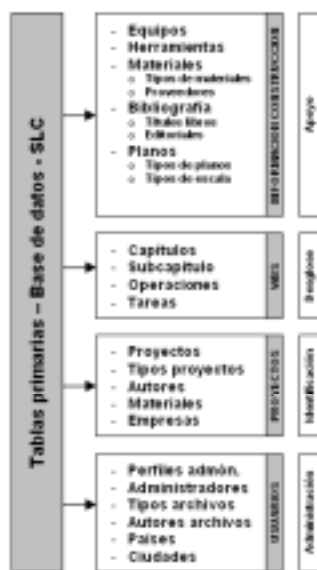 Tablas primarias – Base de datos - SLC
- Equipos
- Herramientas
- Materiales
o Tipos de materiales
o Proveedores
- Bibliografía
o Títulos libros
o Editoriales
- Planos
o Tipos de planos
o Tipos de escala
INFORMACION CONSTRUCCION
Apoyo
- Capítulos
- Subcapítulo
- Operaciones
- Tareas
WBS
Desglose
- Proyectos
- Tipos proyectos
- Autores
- Materiales
- Empresas
PROYECTOS
Identificación
- Perfiles admón.
- Administradores
- Tipos archivos
- Autores archivos
- Países
- Ciudades
USUARIOS
Administración